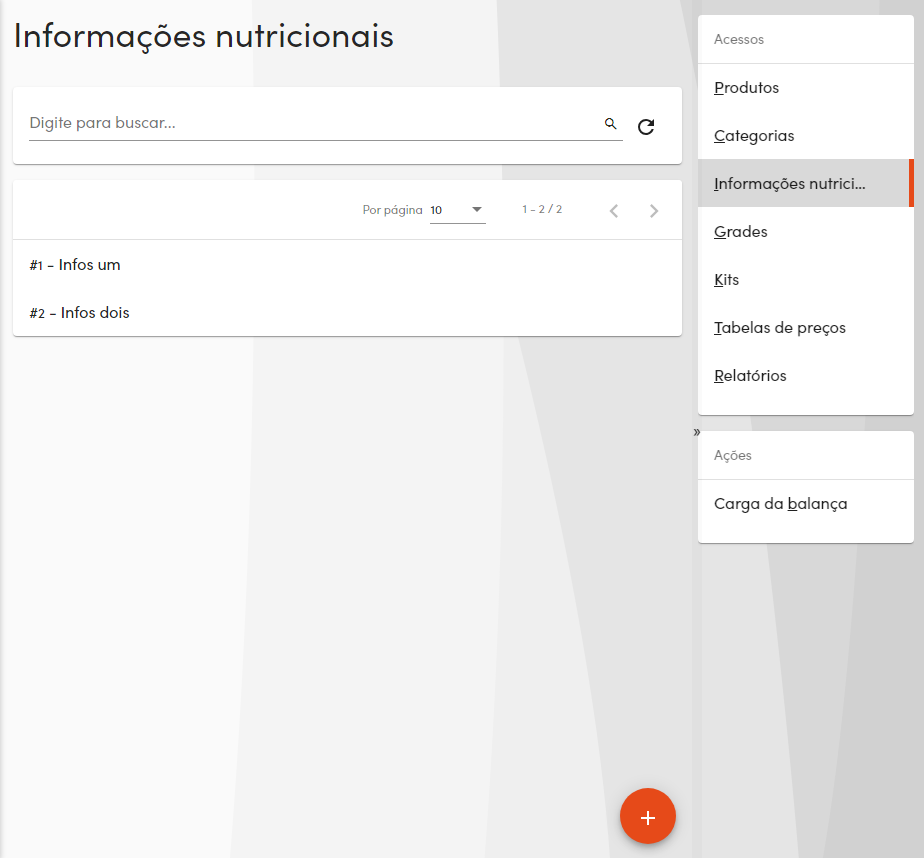 Informações nutricionais
Digite para buscar...
Por página 10 1 - 2 / 2
#1 - Infos um
#2 - Infos dois
Acessos
Produtos
Categorias
Informações nutrici...
Grades
Kits
Tabelas de preços
Relatórios
»
Ações
Carga da balança
+